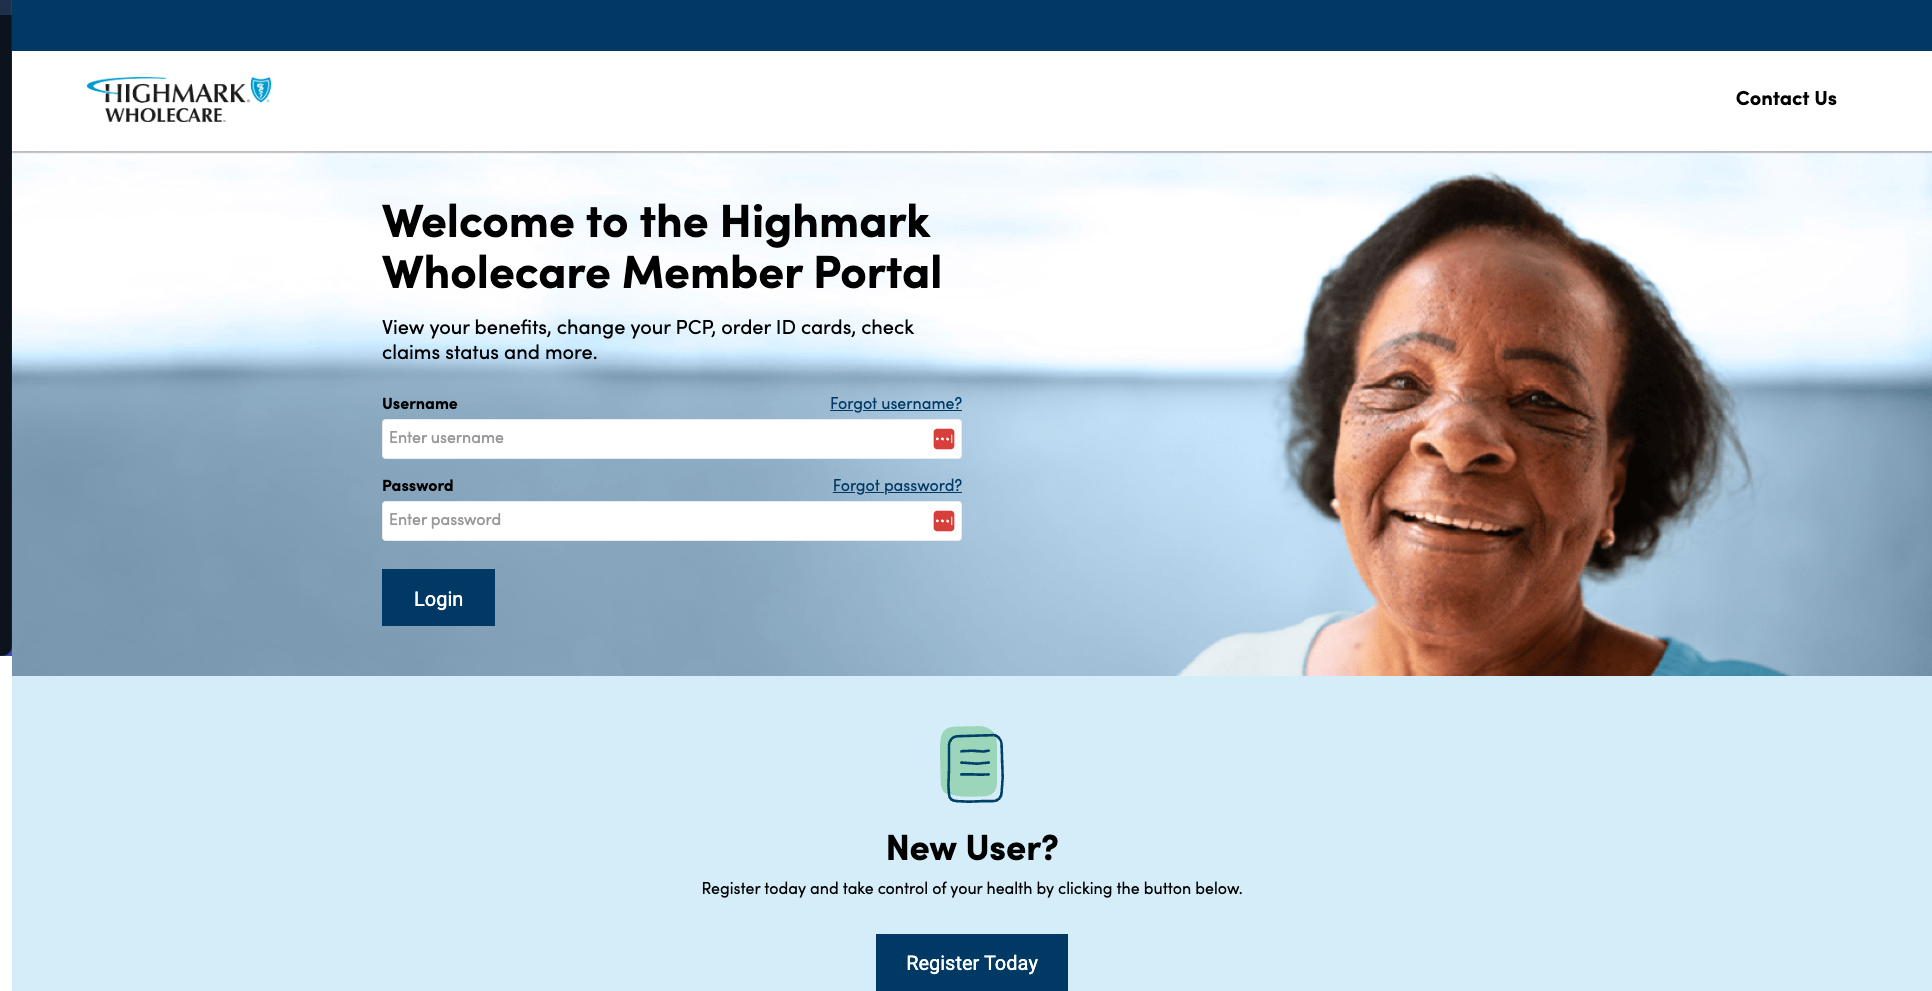 HIGHMARK
WHOLECARE
Contact Us
Welcome to the Highmark
Wholecare Member Portal
View your benefits, change your PCP, order ID cards, check
claims status and more.
Username
Forgot username?
Enter username
Password
Forgot password?
Enter password
Login
New User?
Register today and take control of your health by clicking the button below.
Register Today